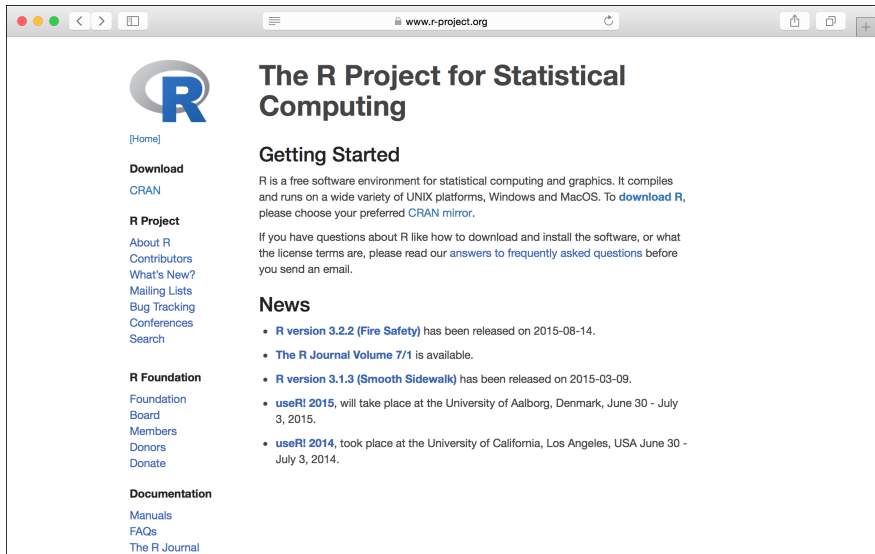 www.r-project.org
R
[Home]
Download
CRAN
R Project
About R
Contributors
What's New?
Mailing Lists
Bug Tracking
Conferences
Search
R Foundation
Foundation
Board
Members
Donors
Donate
Documentation
Manuals
FAQs
The R Journal
The R Project for Statistical
Computing
Getting Started
R is a free software environment for statistical computing and graphics. It compiles
and runs on a wide variety of UNIX platforms, Windows and MacOS. To download R,
please choose your preferred CRAN mirror.
If you have questions about R like how to download and install the software, or what
the license terms are, please read our answers to frequently asked questions before
you send an email.
News
• R version 3.2.2 (Fire Safety) has been released on 2015-08-14.
• The R Journal Volume 7/1 is available.
• R version 3.1.3 (Smooth Sidewalk) has been released on 2015-03-09.
• useR! 2015, will take place at the University of Aalborg, Denmark, June 30 - July
3, 2015.
• useR! 2014, took place at the University of California, Los Angeles, USA June 30 -
July 3, 2014.